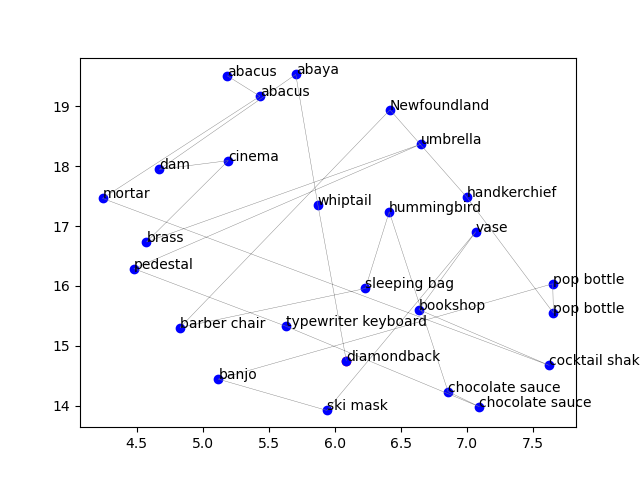 abacus
abaya
abacus
19
Newfoundland
umbrella
cinema
dam
18
mortar
handkerchief
whiptail
hummingbird
17
vase
brass
pedestal
pop bottle
sleeping bag
16
bookshop
pop bottle
barber chair
typewriter keyboard
15
diamondback
cocktail shak
banjo
chocolate sauce
14
ski mask
chocolate sauce
4.5 5.0 5.5 6.0 6.5 7.0 7.5